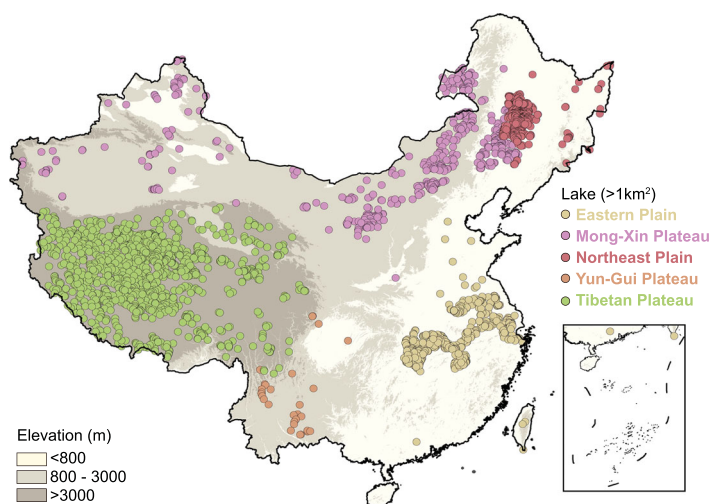 Lake (>1km²)
Eastern Plain
Mong-Xin Plateau
Northeast Plain
Yun-Gui Plateau
Tibetan Plateau
Elevation (m)
<800
800 - 3000
>3000